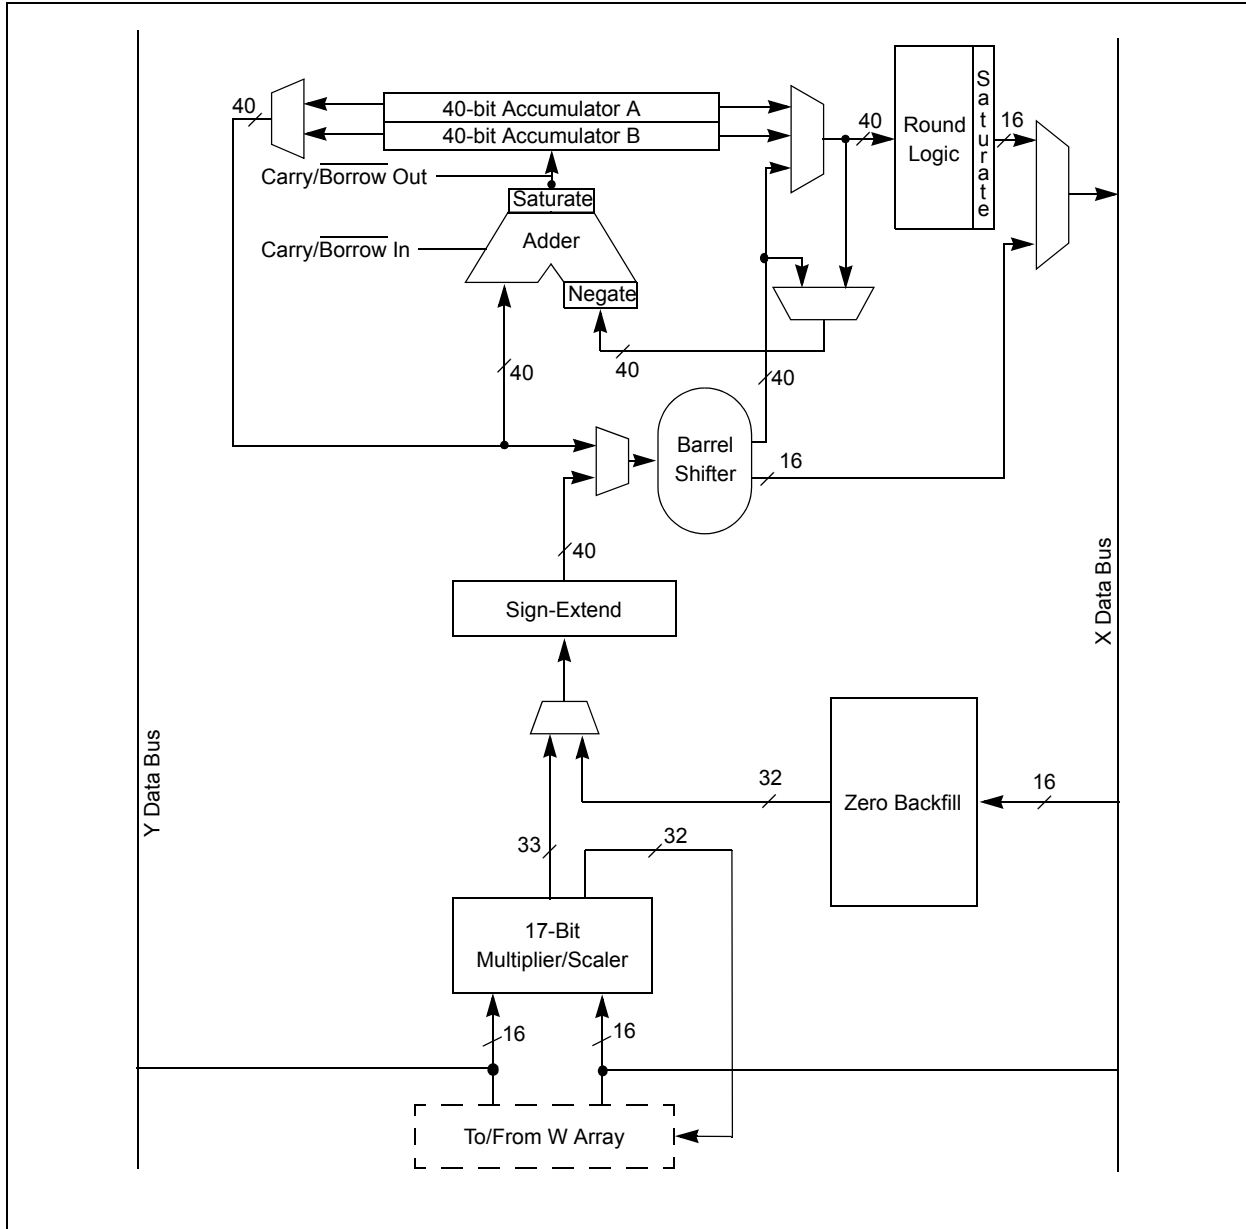 40
40-bit Accumulator A
40-bit Accumulator B
40
Round
Logic
Saturate
16
Carry/Borrow Out
Saturate
Carry/Borrow In
Adder
Negate
40
40
40
Barrel
Shifter
16
40
Sign-Extend
X Data Bus
Y Data Bus
32
Zero Backfill
16
33
32
17-Bit
Multiplier/Scaler
16
16
To/From W Array